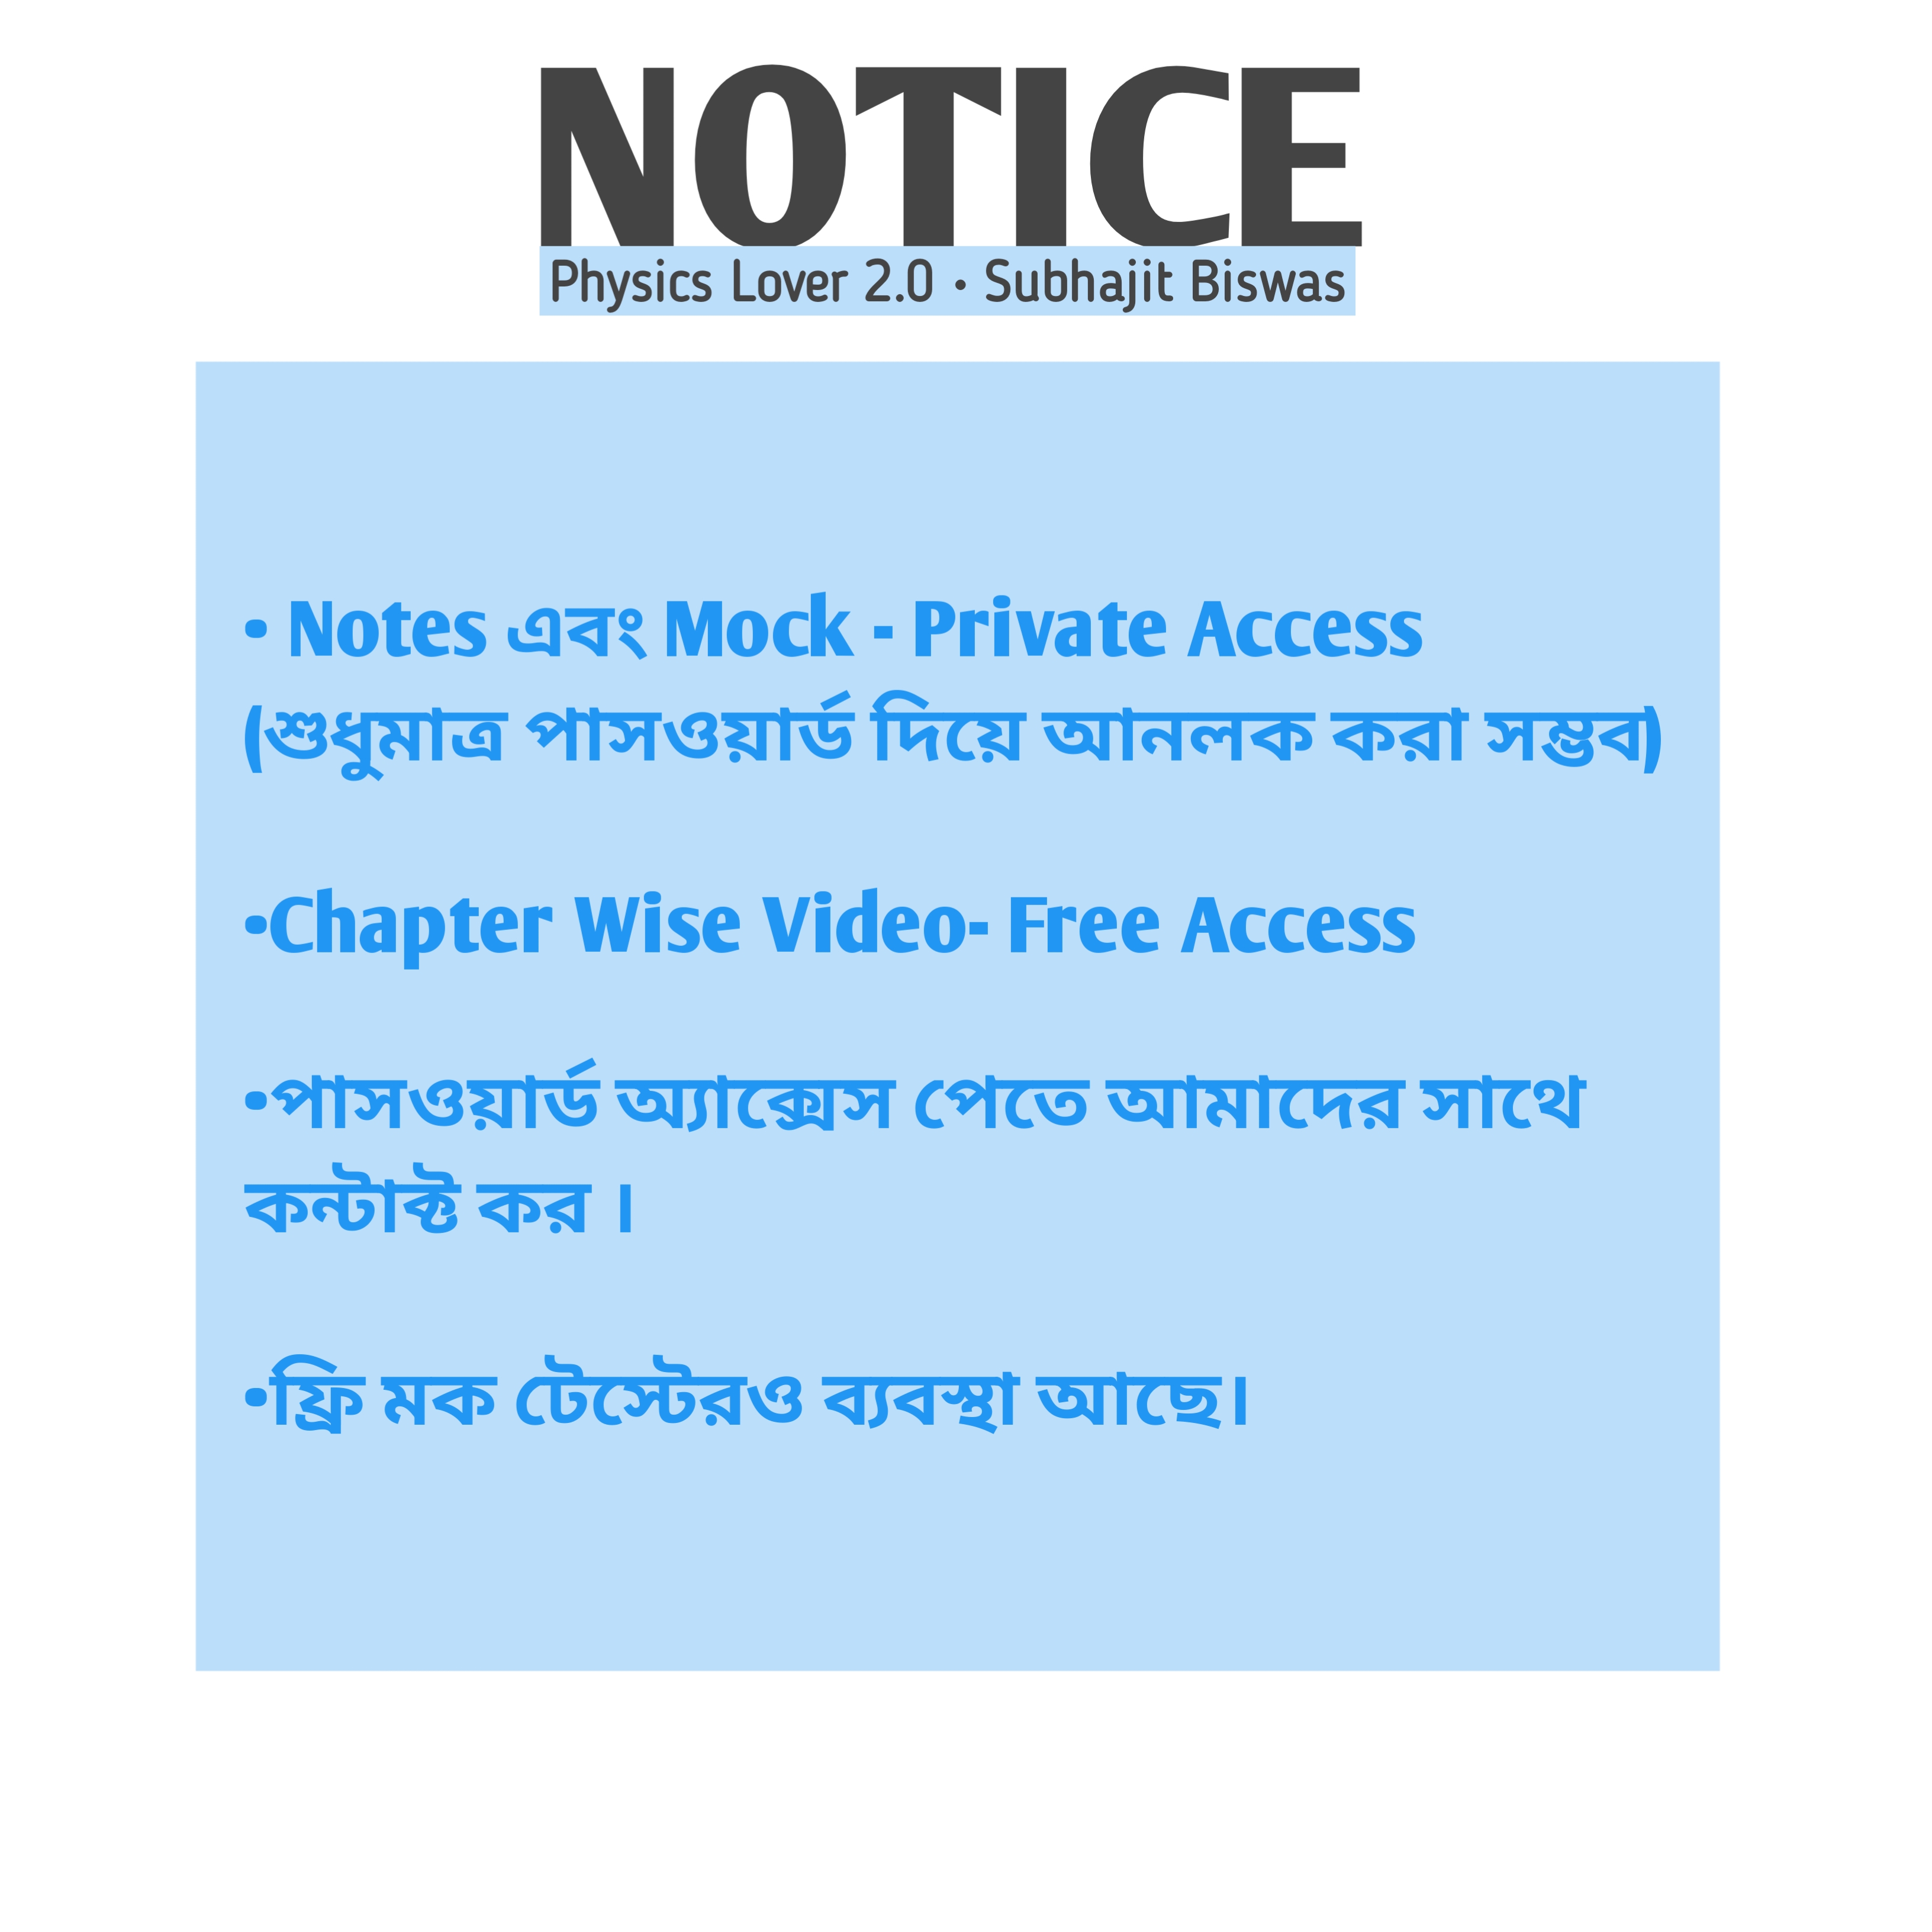 NOTICE
Physics Lover 2.0 • Subhajit Biswas
• Notes এবং Mock - Private Access
(শুধুমাত্র পাসওয়ার্ড দিয়ে আনলক করা সম্ভব)
•Chapter Wise Video- Free Access
•পাসওয়ার্ড অ্যাক্সেস পেতে আমাদের সাথে
কন্টাক্ট কর ।
•ফ্রি মক টেস্টেরও ব্যবস্থা আছে।